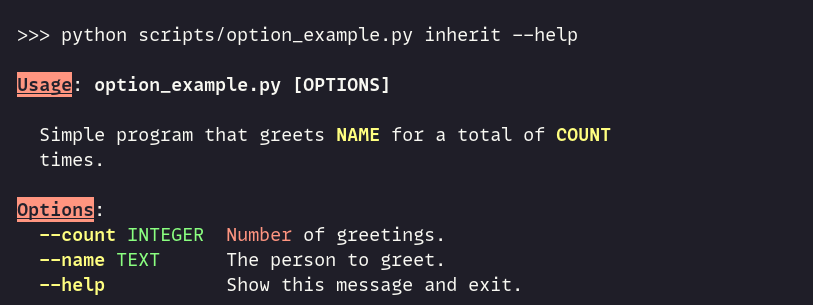 >>> python scripts/option_example.py inherit --help
Usage: option_example.py [OPTIONS]
Simple program that greets NAME for a total of COUNT
times.
Options:
--count INTEGER  Number of greetings.
--name TEXT      The person to greet.
--help           Show this message and exit.